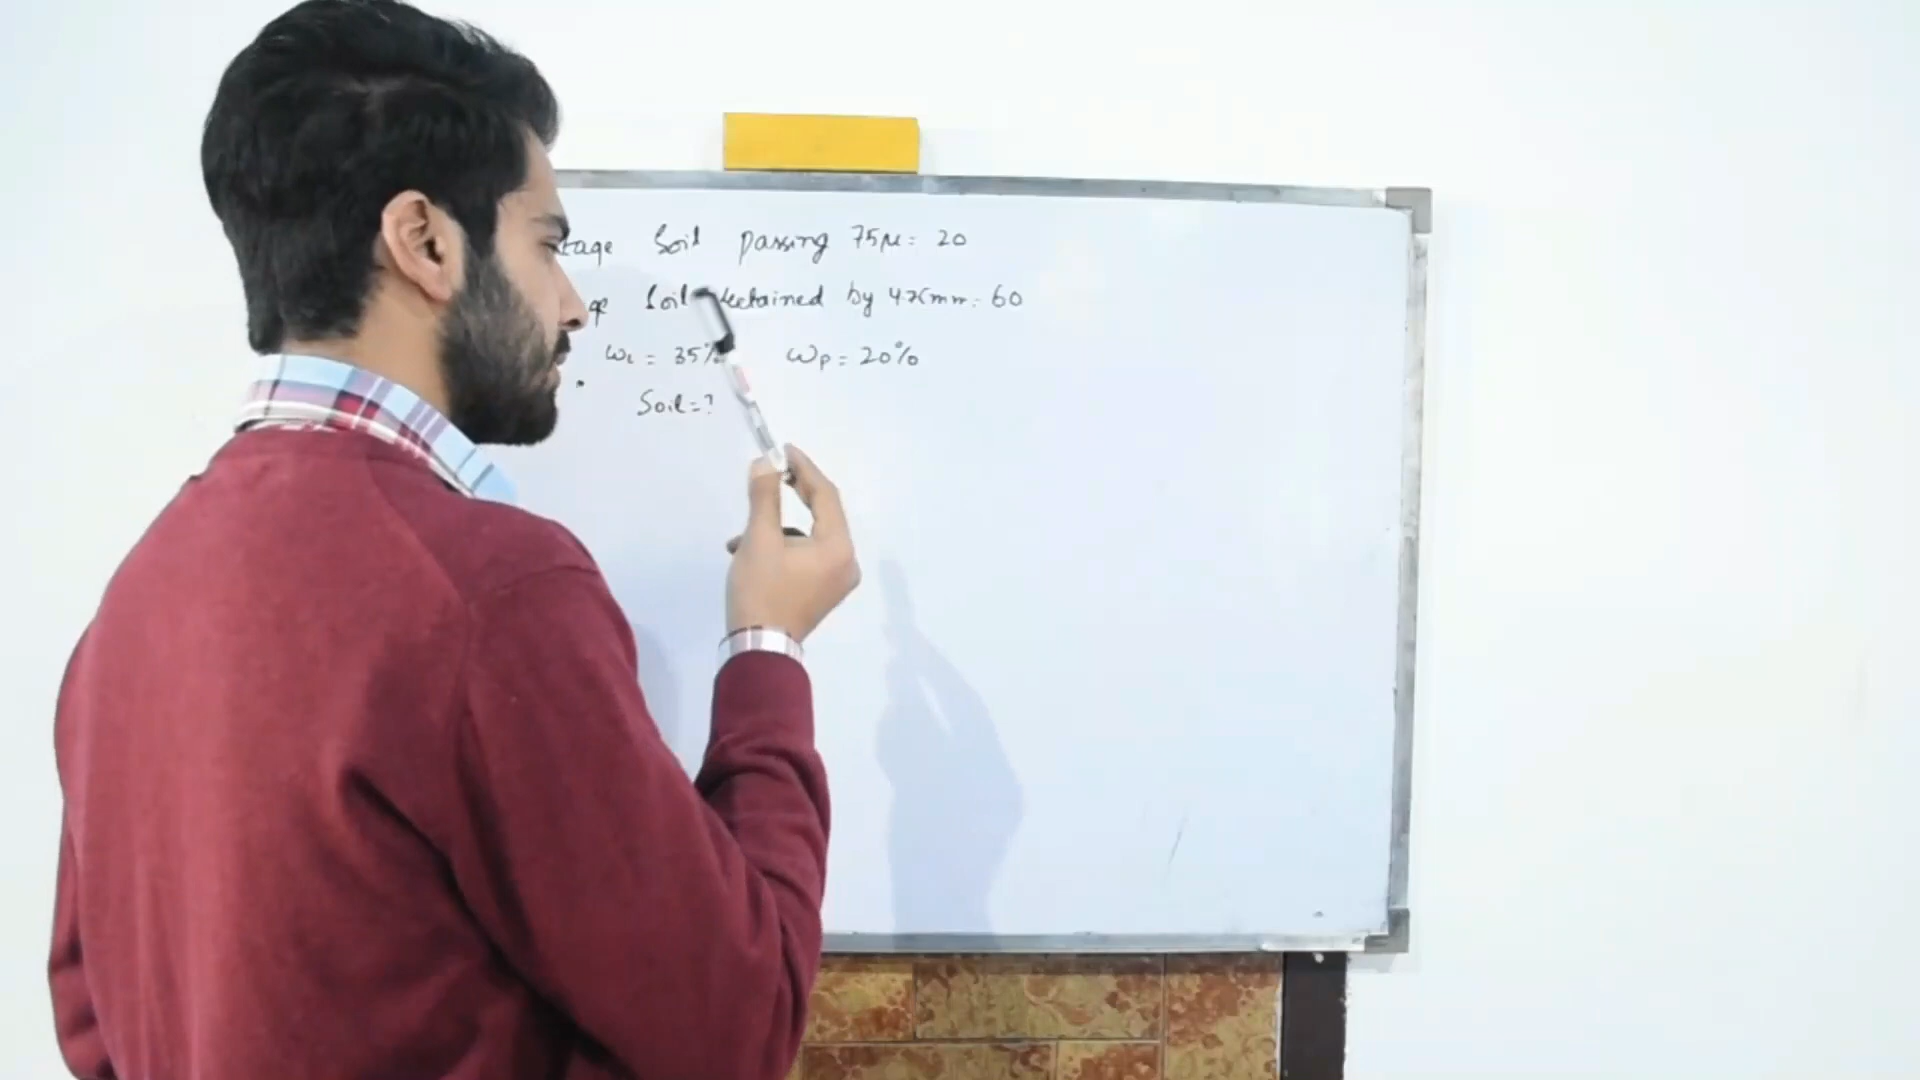 tage Soil passing 75μ = 20
ge Soil retained by 4.75mm = 60
WL = 35% Wp = 20%
Soil = ?